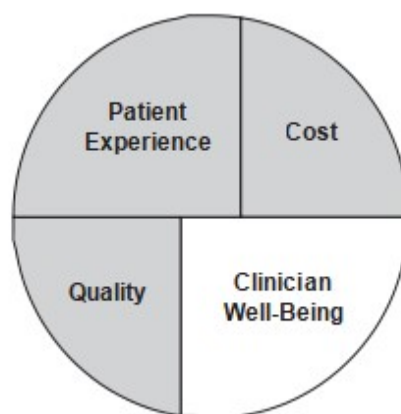 Patient
Experience
Cost
Quality
Clinician
Well-Being